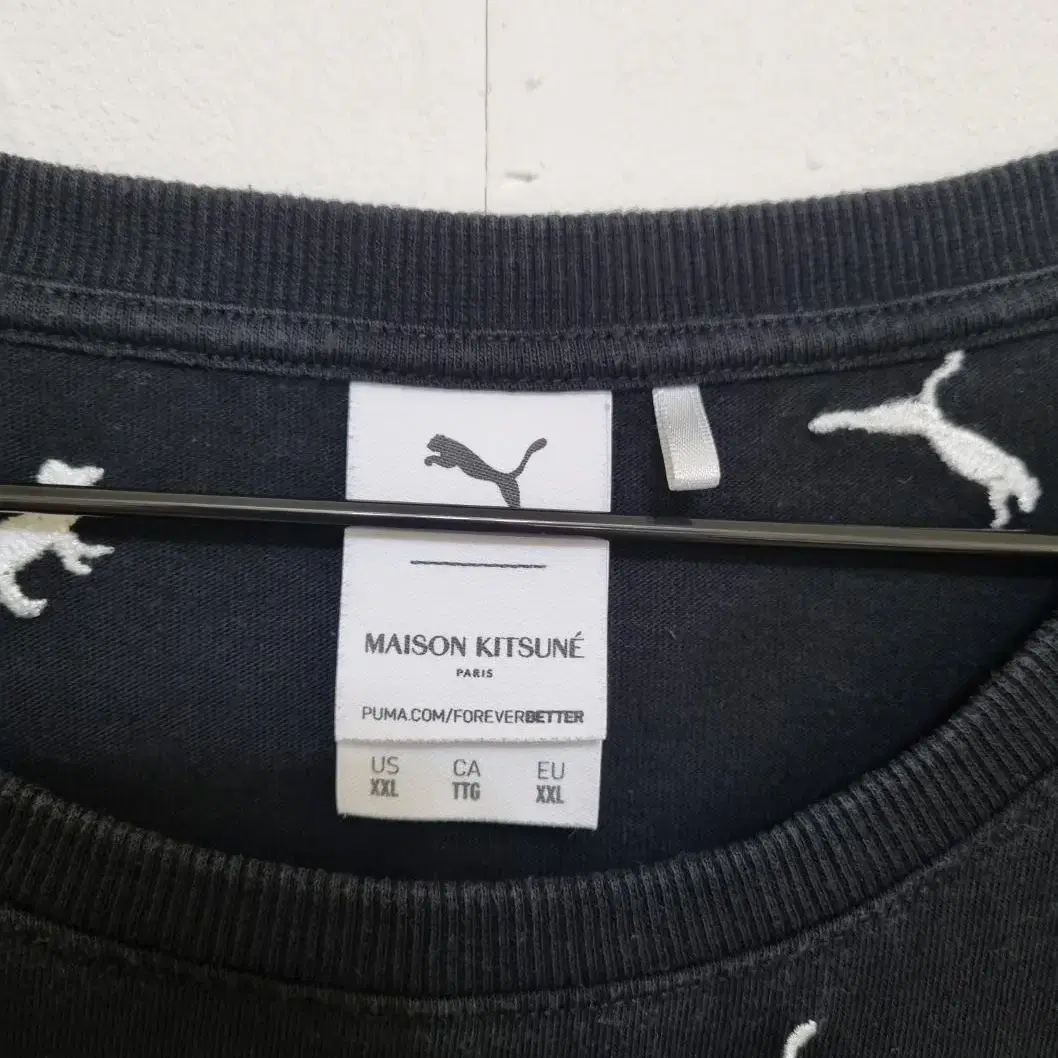 MAISON KITSUNÉ
PARIS
PUMA.COM/FOREVERBETTER
US CA EU
XXL TTG XXL